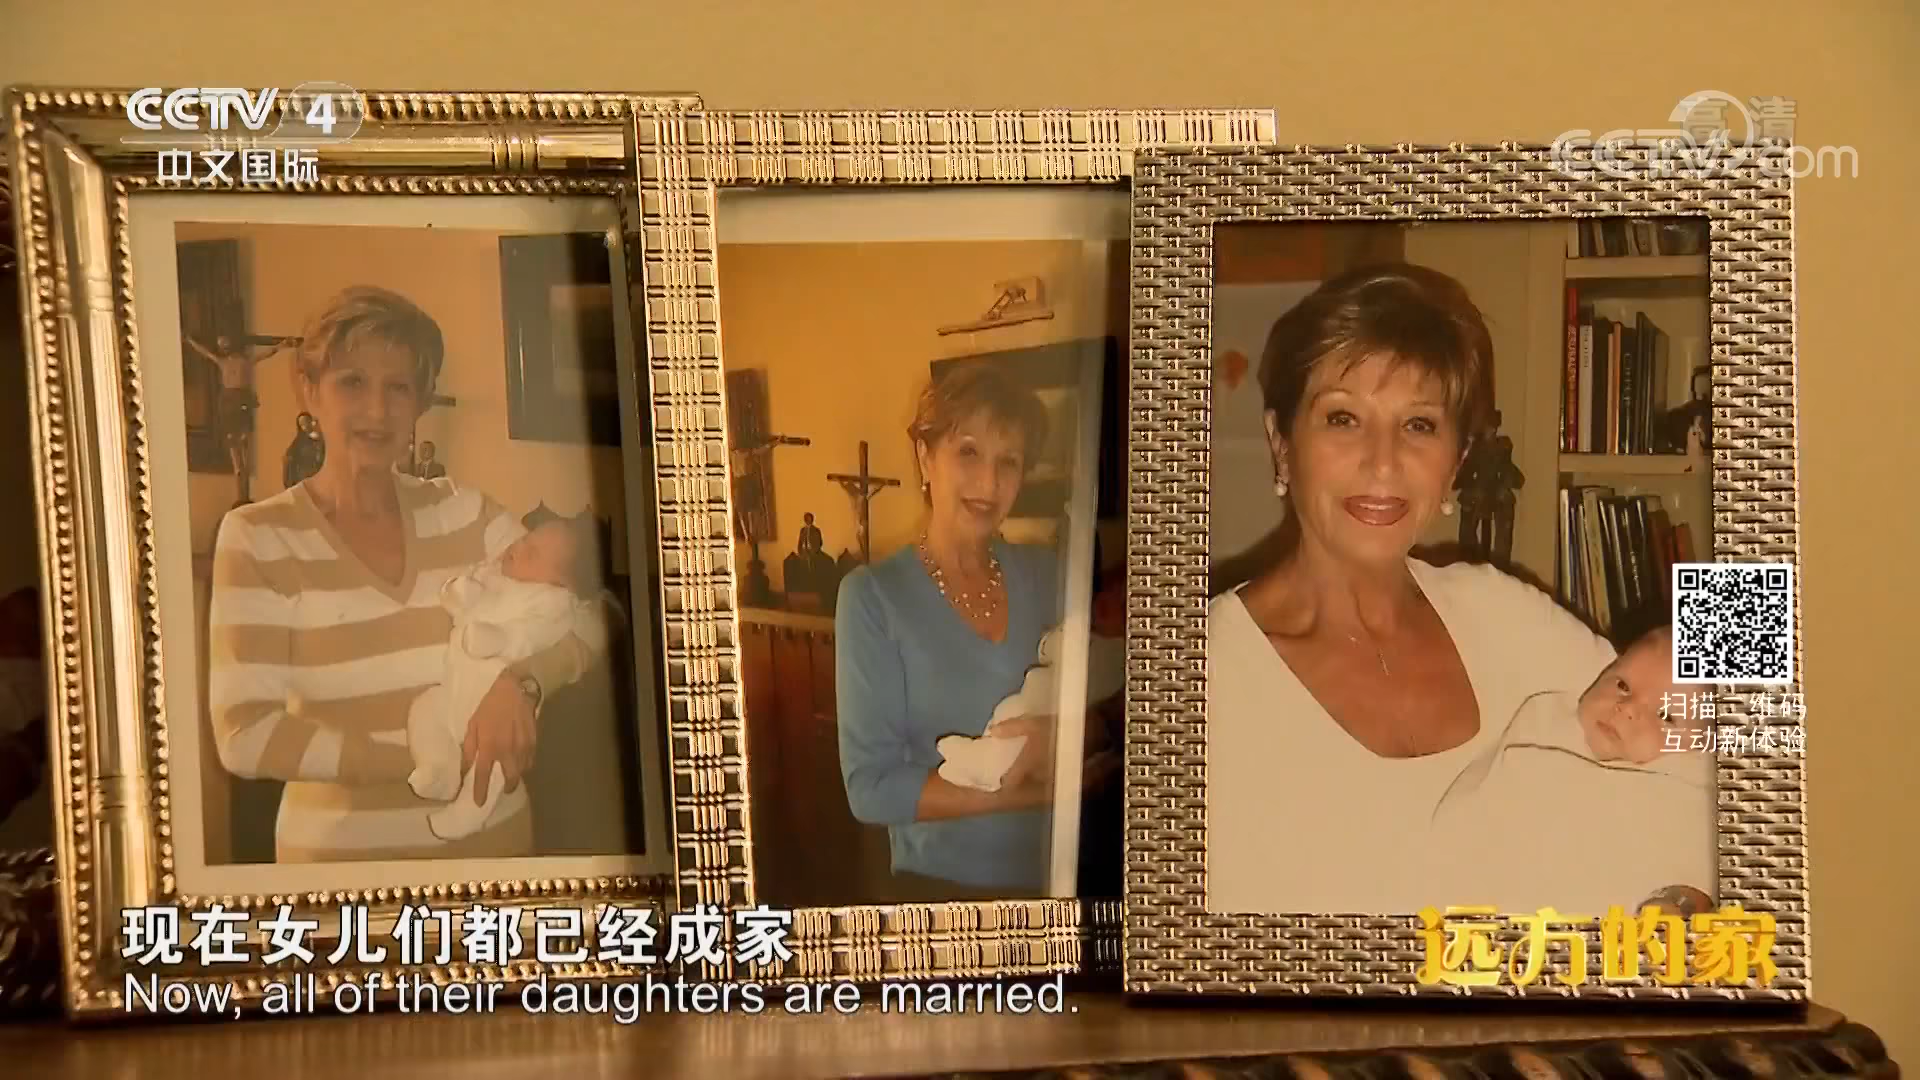 CCTV 4
中文国际
高清
CCTV.com
扫描二维码
互动新体验
现在女儿们都已经成家
Now, all of their daughters are married.
远方的家